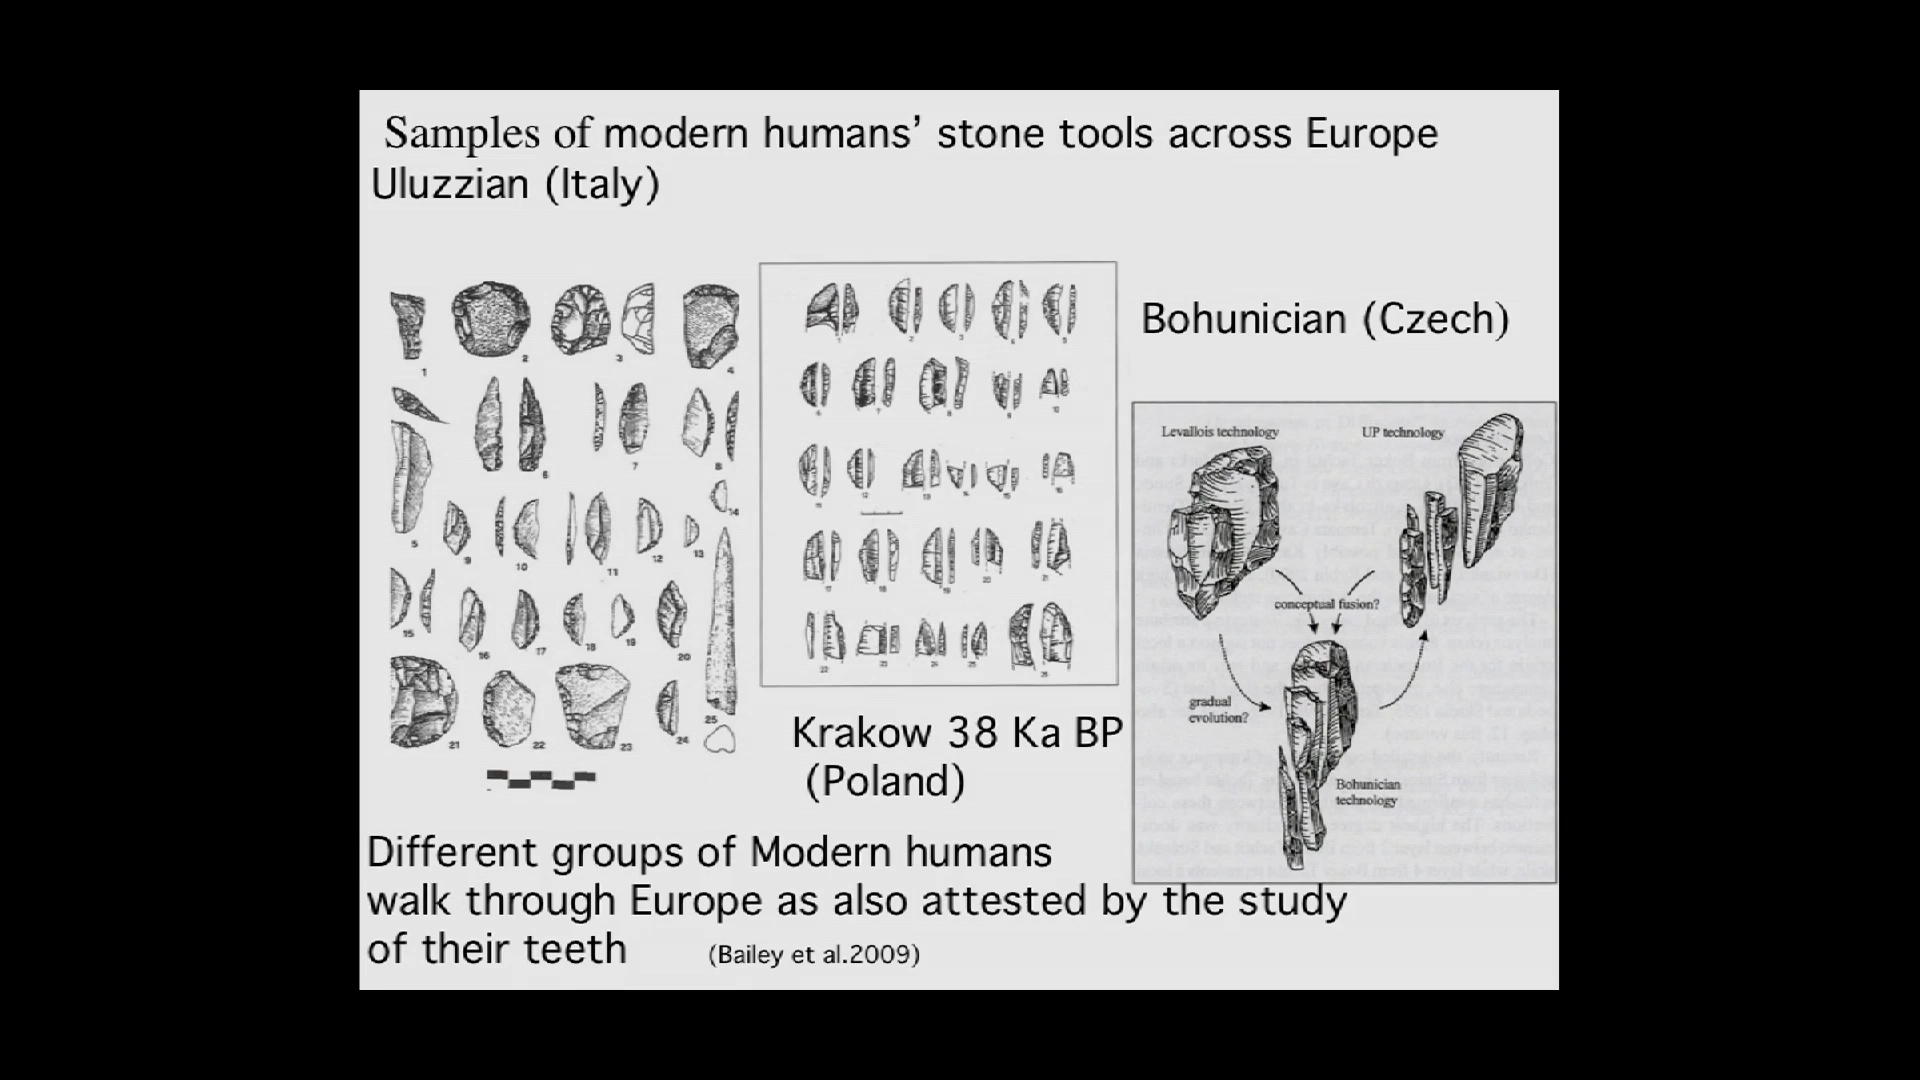 Samples of modern humans’ stone tools across Europe
Uluzzian (Italy)
Bohunician (Czech)
Levallois technology
UP technology
conceptual fusion?
gradual
evolution?
Bohunician
technology
Krakow 38 Ka BP
(Poland)
Different groups of Modern humans
walk through Europe as also attested by the study
of their teeth (Bailey et al.2009)